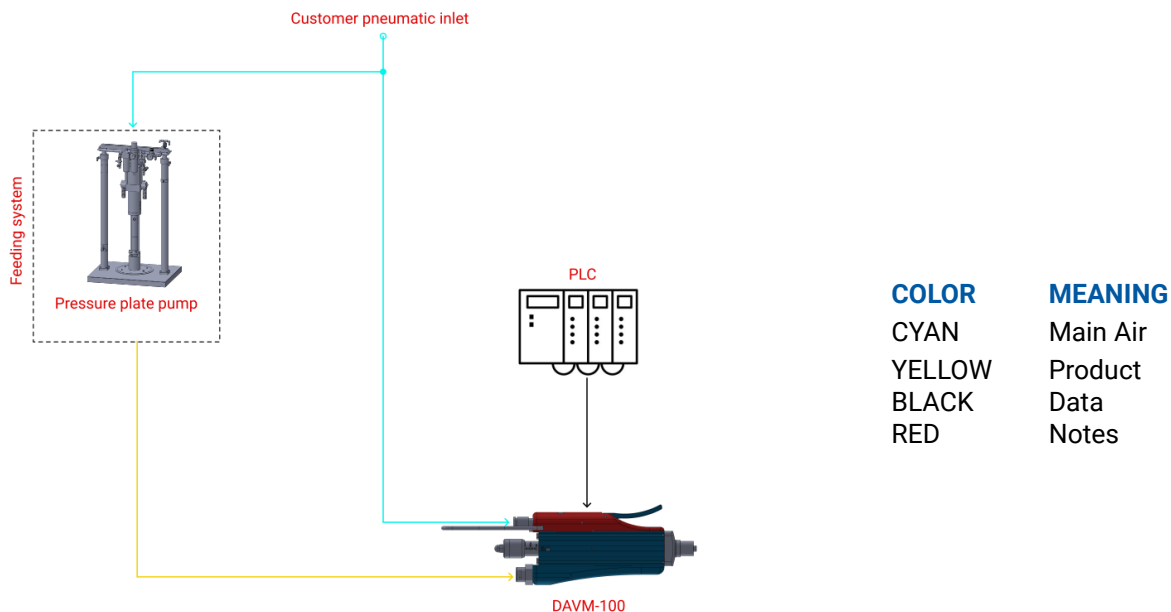 Customer pneumatic inlet
Feeding system
Pressure plate pump
PLC
DAVM-100
COLOR MEANING
CYAN Main Air
YELLOW Product
BLACK Data
RED Notes